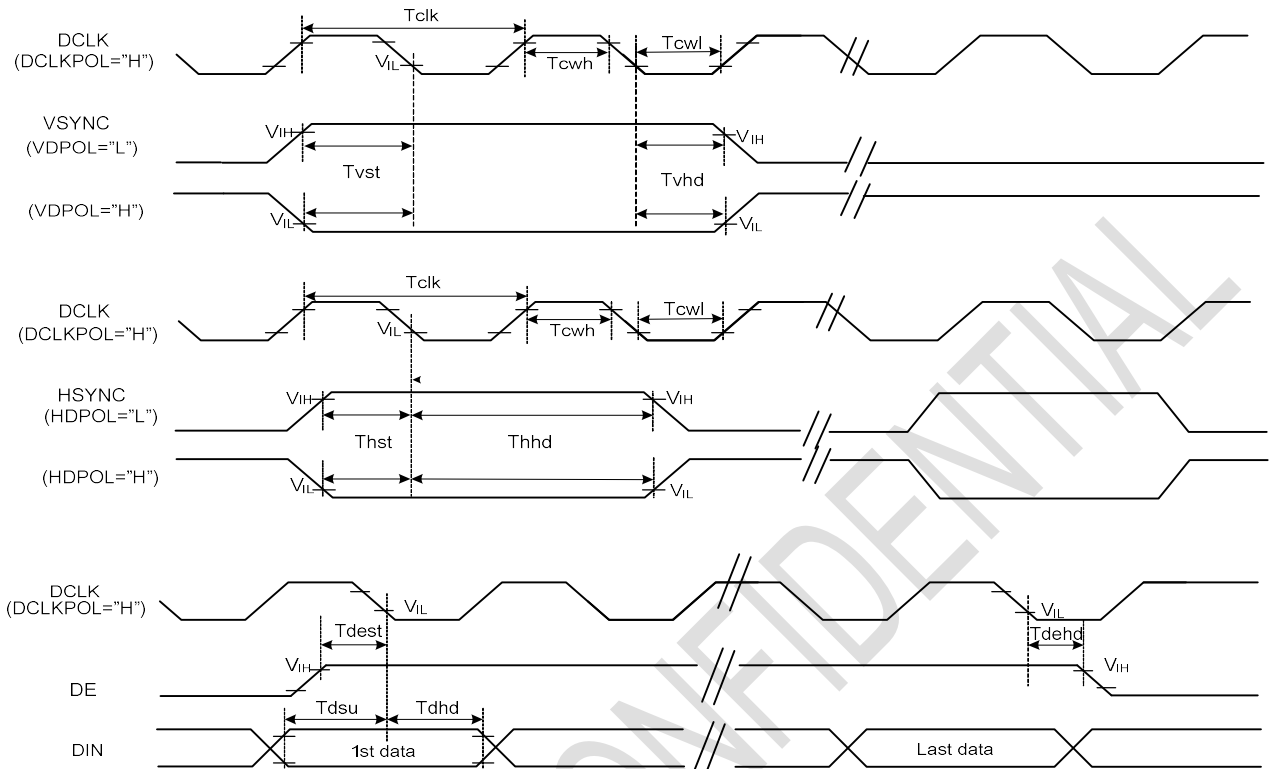 Tclk
DCLK
(DCLKPOL="H")
Tcwl
VIL
Tcwh
VSYNC
(VDPOL="L")
VIH
VIH
Tvst
Tvhd
(VDPOL="H")
VIL
VIL
Tclk
DCLK
(DCLKPOL="H")
Tcwl
VIL
Tcwh
HSYNC
(HDPOL="L")
VIH
VIH
Thst
Thhd
(HDPOL="H")
VIL
VIL
DCLK
(DCLKPOL="H")
VIL
VIL
Tdest
Tdehd
VIH
VIH
DE
Tdsu
Tdhd
DIN
1st data
Last data
CONFIDENTIAL